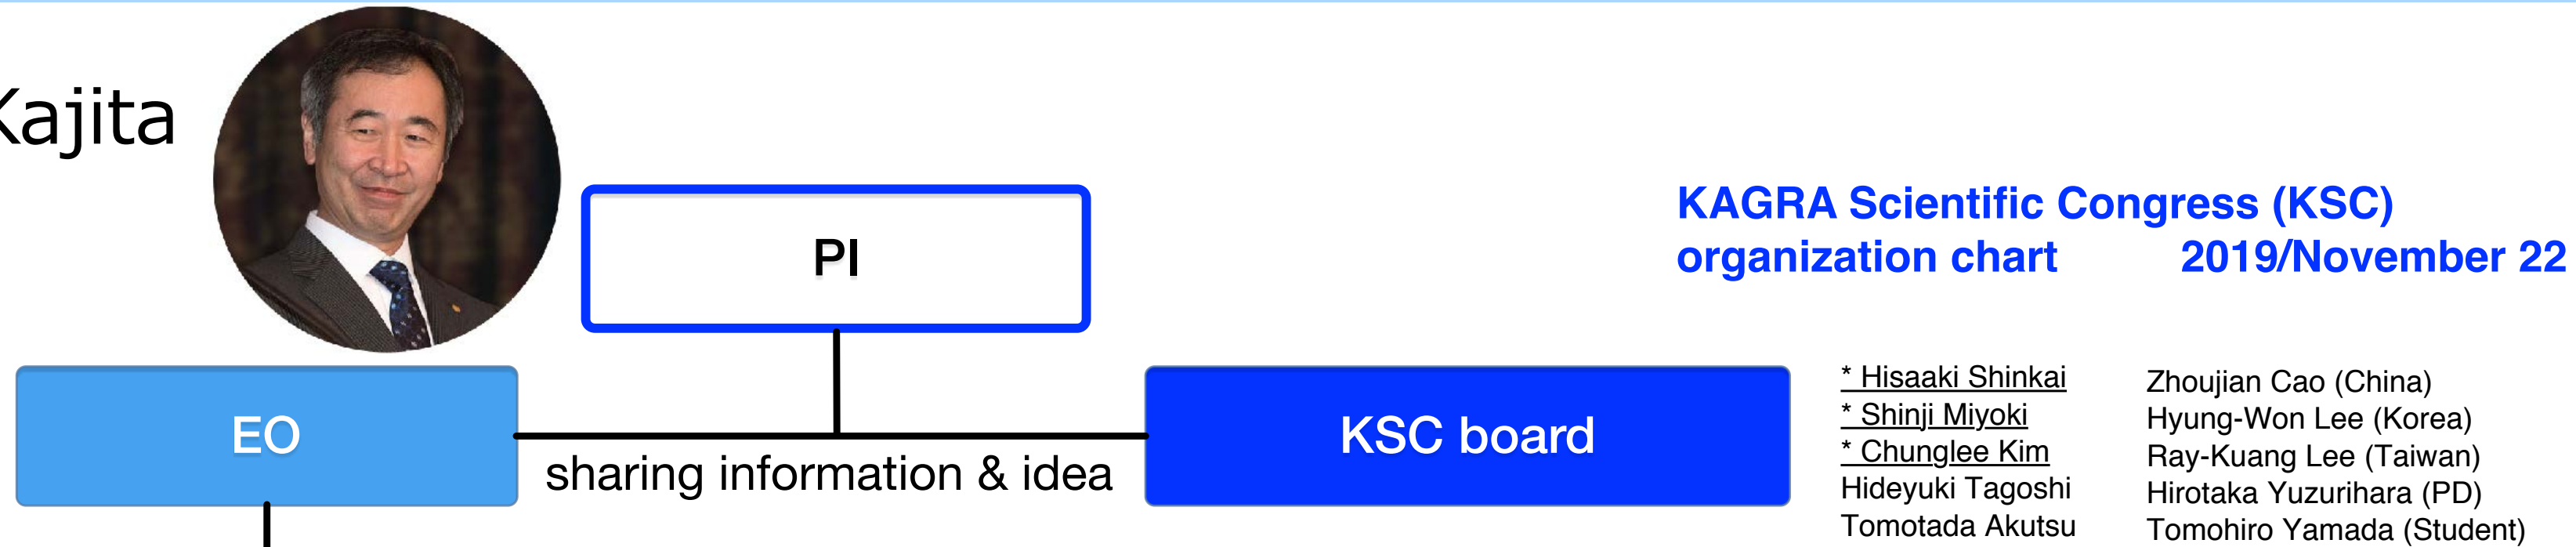 Kajita
PI
KAGRA Scientific Congress (KSC)
organization chart 2019/November 22
EO
sharing information & idea
KSC board
* Hisaaki Shinkai
* Shinji Miyoki
* Chunglee Kim
Hideyuki Tagoshi
Tomotada Akutsu
Zhoujian Cao (China)
Hyung-Won Lee (Korea)
Ray-Kuang Lee (Taiwan)
Hirotaka Yuzurihara (PD)
Tomohiro Yamada (Student)